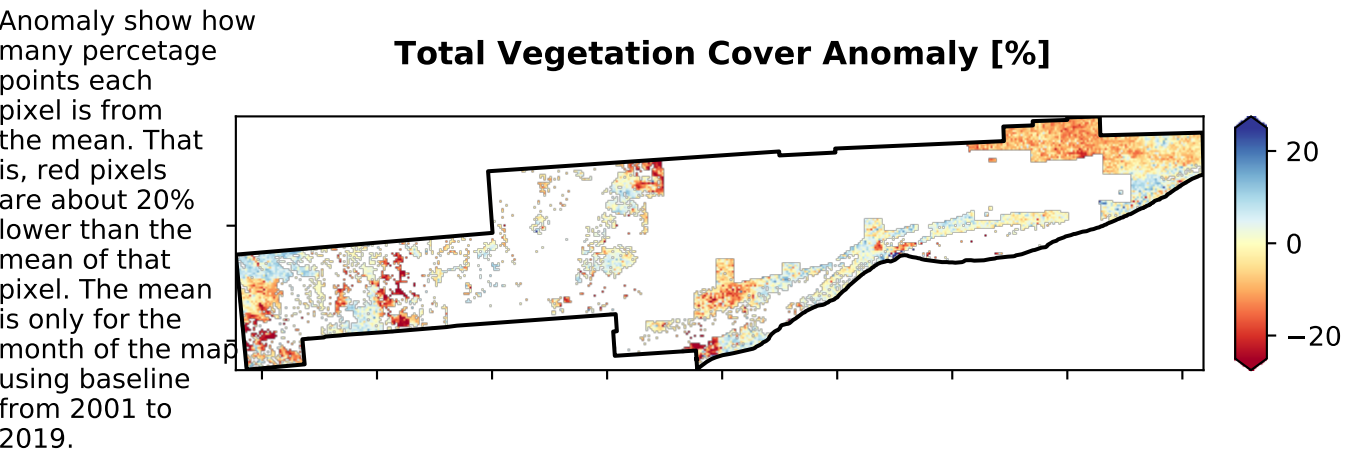 Anomaly show how
many percetage
points each
pixel is from
the mean. That
is, red pixels
are about 20%
lower than the
mean of that
pixel. The mean
is only for the
month of the map
using baseline
from 2001 to
2019.
Total Vegetation Cover Anomaly [%]
20
0
−20